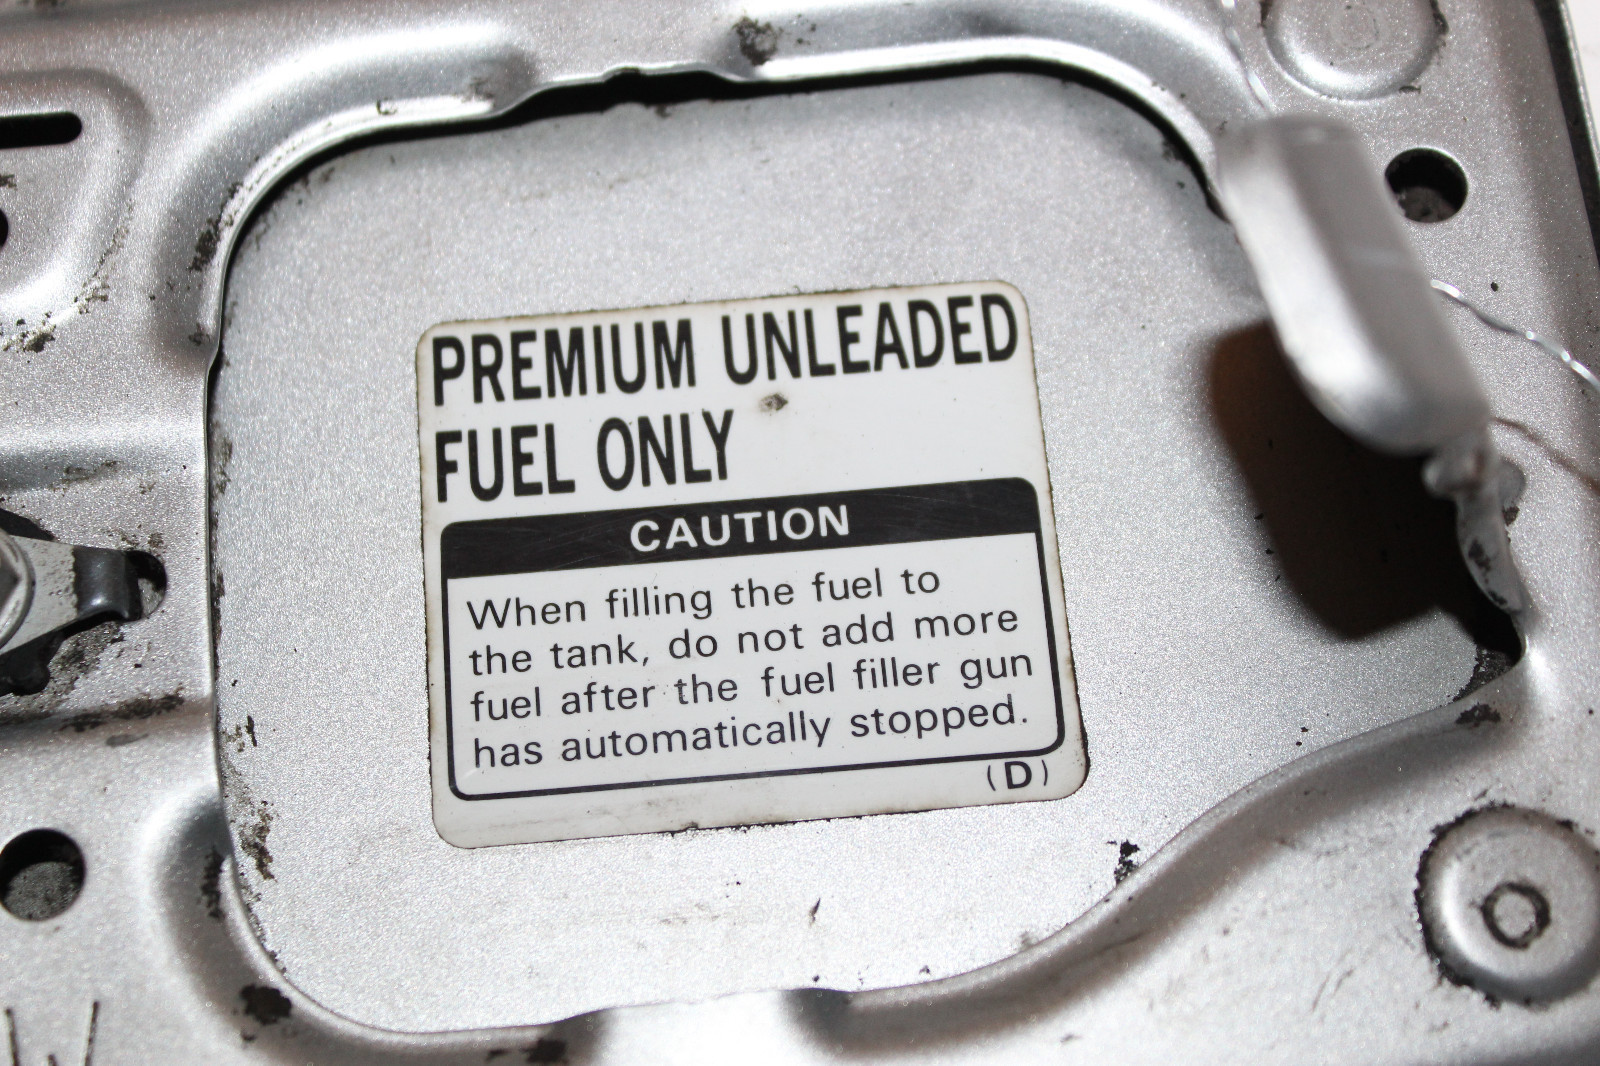 PREMIUM UNLEADED
FUEL ONLY
CAUTION
When filling the fuel to
the tank, do not add more
fuel after the fuel filler gun
has automatically stopped.
(D)